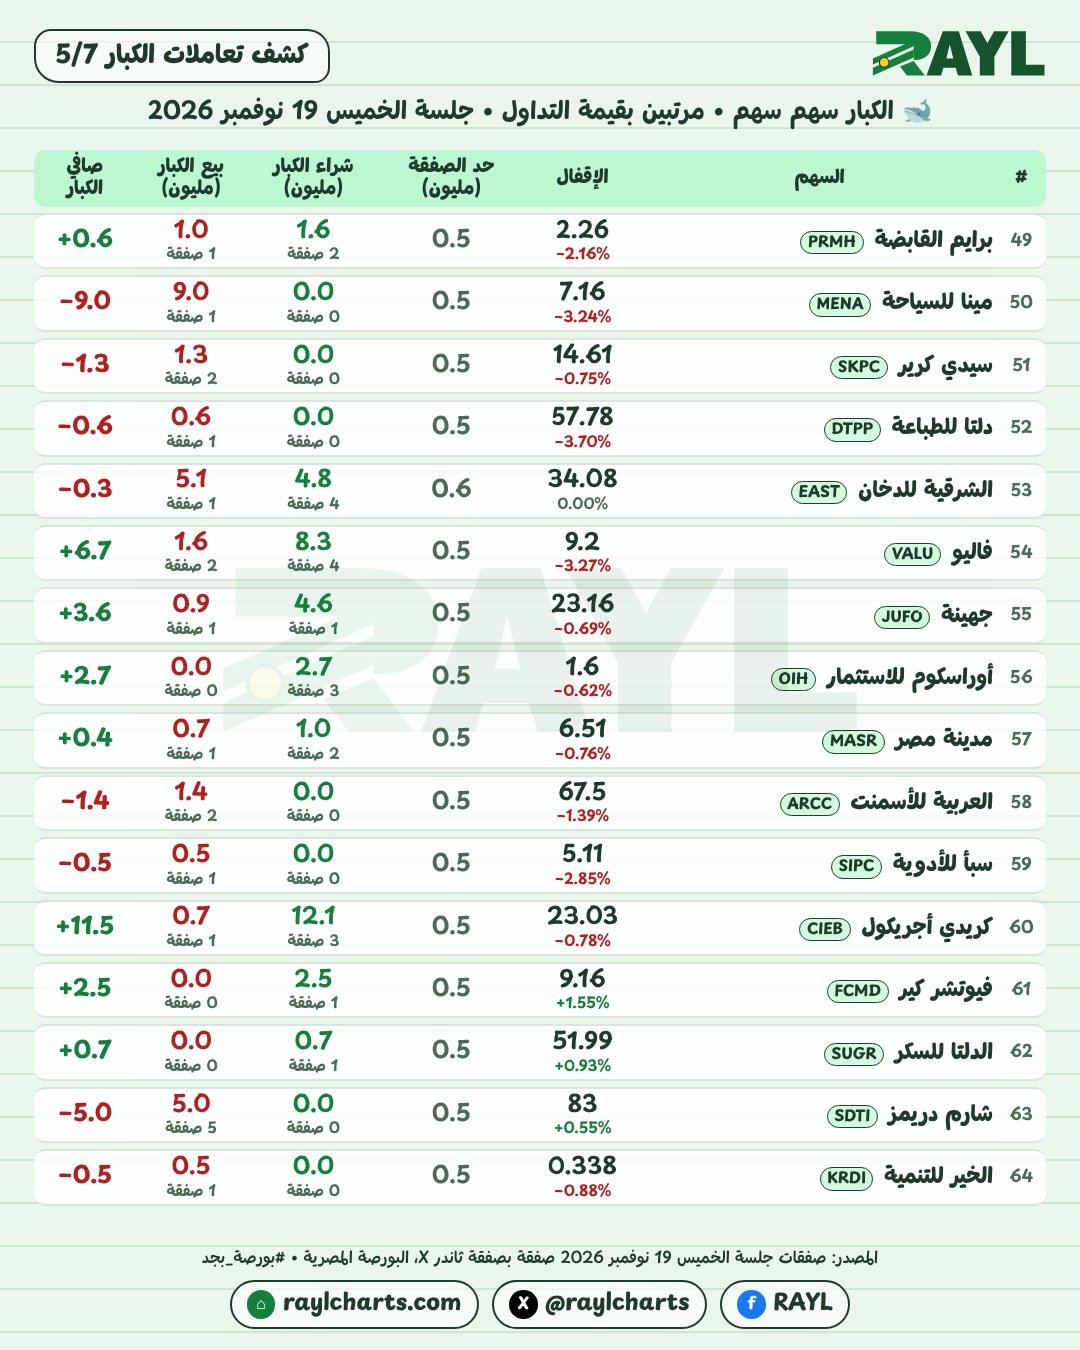 RAYL
كشف تعاملات الكبار 5/7
🐳 الكبار سهم سهم • مرتبين بقيمة التداول • جلسة الخميس 19 نوفمبر 2026
# السهم الإقفال حد الصفقة (مليون) شراء الكبار (مليون) بيع الكبار (مليون) صافي الكبار
49 برايم القابضة PRMH 2.26 0.5 1.6 1.0 +0.6
−2.16% 2 صفقة 1 صفقة
50 مينا للسياحة MENA 7.16 0.5 0.0 9.0 −9.0
−3.24% 0 صفقة 1 صفقة
51 سيدي كرير SKPC 14.61 0.5 0.0 1.3 −1.3
−0.75% 0 صفقة 2 صفقة
52 دلتا للطباعة DTPP 57.78 0.5 0.0 0.6 −0.6
−3.70% 0 صفقة 1 صفقة
53 الشرقية للدخان EAST 34.08 0.6 4.8 5.1 −0.3
0.00% 4 صفقة 1 صفقة
54 فاليو VALU 9.2 0.5 8.3 1.6 +6.7
−3.27% 4 صفقة 2 صفقة
55 جهينة JUFO 23.16 0.5 4.6 0.9 +3.6
−0.69% 1 صفقة 1 صفقة
56 أوراسكوم للاستثمار OIH 1.6 0.5 2.7 0.0 +2.7
−0.62% 3 صفقة 0 صفقة
57 مدينة مصر MASR 6.51 0.5 1.0 0.7 +0.4
−0.76% 2 صفقة 1 صفقة
58 العربية للأسمنت ARCC 67.5 0.5 0.0 1.4 −1.4
−1.39% 0 صفقة 2 صفقة
59 سبأ للأدوية SIPC 5.11 0.5 0.0 0.5 −0.5
−2.85% 0 صفقة 1 صفقة
60 كريدي أجريكول CIEB 23.03 0.5 12.1 0.7 +11.5
−0.78% 3 صفقة 1 صفقة
61 فيوتشر كير FCMD 9.16 0.5 2.5 0.0 +2.5
+1.55% 1 صفقة 0 صفقة
62 الدلتا للسكر SUGR 51.99 0.5 0.7 0.0 +0.7
+0.93% 1 صفقة 0 صفقة
63 شارم دريمز SDTI 83 0.5 0.0 5.0 −5.0
+0.55% 0 صفقة 5 صفقة
64 الخير للتنمية KRDI 0.338 0.5 0.0 0.5 −0.5
−0.88% 0 صفقة 1 صفقة
RAYL
المصدر: صفقات جلسة الخميس 19 نوفمبر 2026 صفقة بصفقة ثاندر X، البورصة المصرية • #بورصة_بجد
raylcharts.com
X @raylcharts
f RAYL